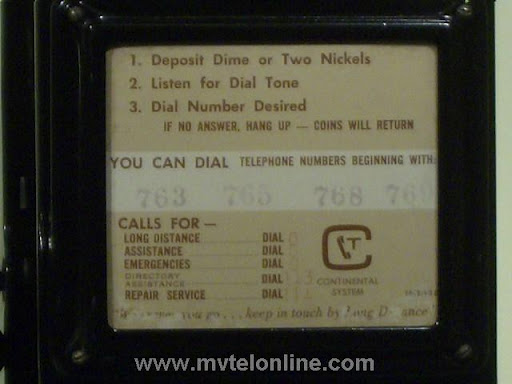 1. Deposit Dime or Two Nickels
2. Listen for Dial Tone
3. Dial Number Desired
IF NO ANSWER, HANG UP — COINS WILL RETURN
YOU CAN DIAL TELEPHONE NUMBERS BEGINNING WITH:
763 765 768 769
CALLS FOR —
LONG DISTANCE DIAL
ASSISTANCE DIAL
EMERGENCIES DIAL
DIRECTORY ASSISTANCE DIAL
REPAIR SERVICE DIAL
CT
CONTINENTAL
SYSTEM
you go... keep in touch by Long Distance
www.mvtelonline.com